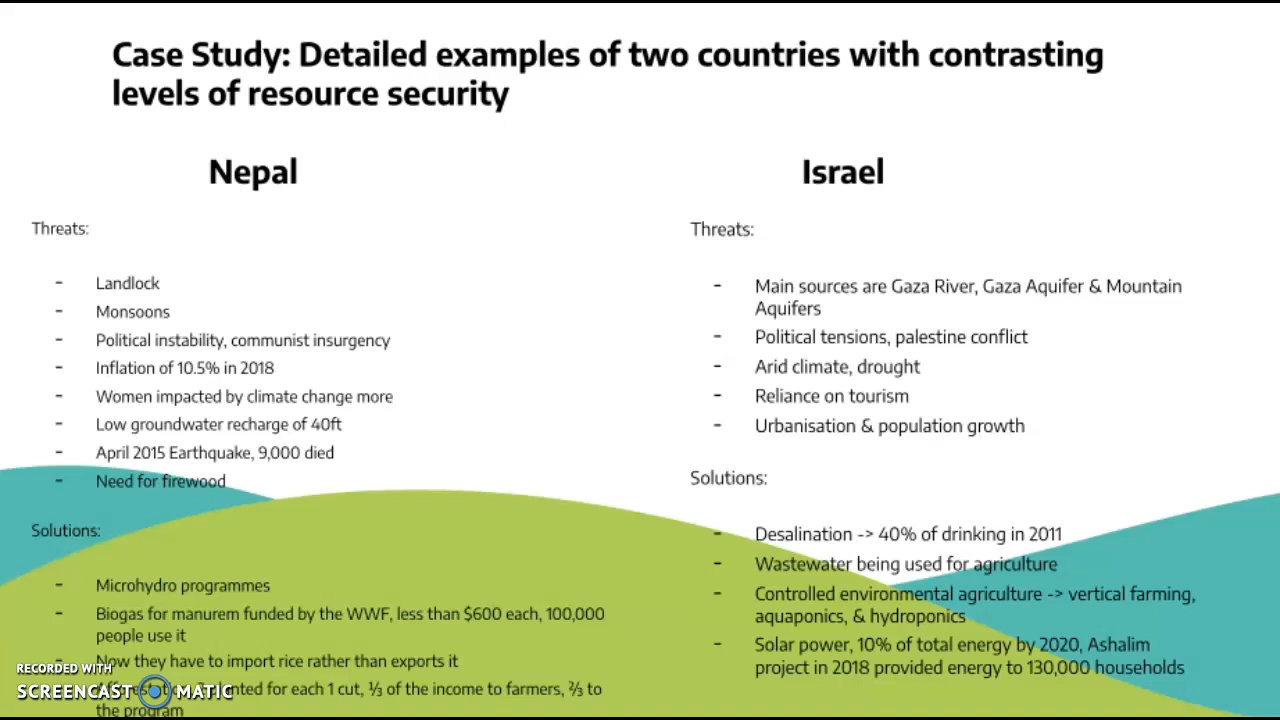 Case Study: Detailed examples of two countries with contrasting
levels of resource security
Nepal
Threats:
- Landlock
- Monsoons
- Political instability, communist insurgency
- Inflation of 10.5% in 2018
- Women impacted by climate change more
- Low groundwater recharge of 40ft
- April 2015 Earthquake, 9,000 died
- Need for firewood
Solutions:
- Microhydro programmes
- Biogas for manurem funded by the WWF, less than $600 each, 100,000
people use it
- Now they have to import rice rather than exports it
for each 1 cut, ⅓ of the income to farmers, ⅔ to
the program
Israel
Threats:
- Main sources are Gaza River, Gaza Aquifer & Mountain
Aquifers
- Political tensions, palestine conflict
- Arid climate, drought
- Reliance on tourism
- Urbanisation & population growth
Solutions:
- Desalination -> 40% of drinking in 2011
- Wastewater being used for agriculture
- Controlled environmental agriculture -> vertical farming,
aquaponics, & hydroponics
- Solar power, 10% of total energy by 2020, Ashalim
project in 2018 provided energy to 130,000 households
RECORDED WITH
SCREENCAST MATIC